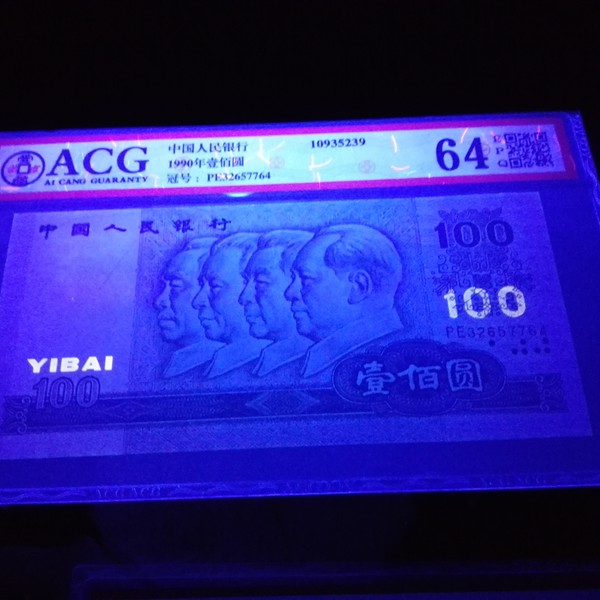 ACG
AI CANG GUARANTY
中国人民银行
1990年壹佰圆
冠号：PE32657764
10935239
64
EPQ
中国人民银行
100
100
PE32657764
YIBAI
100
壹佰圆